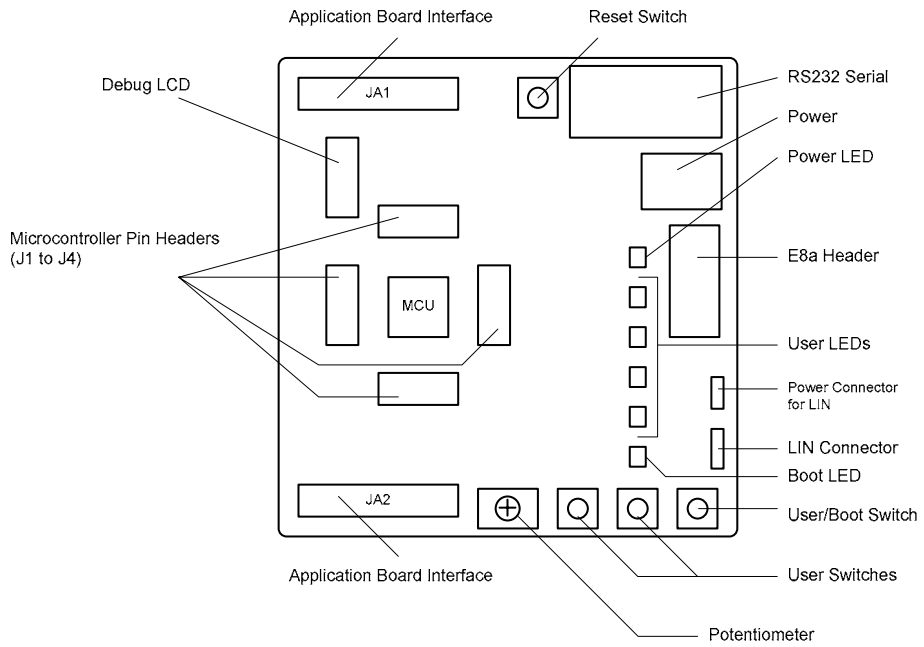 Application Board Interface
Reset Switch
RS232 Serial
Debug LCD
JA1
Power
Power LED
Microcontroller Pin Headers
(J1 to J4)
E8a Header
MCU
User LEDs
Power Connector
for LIN
LIN Connector
Boot LED
JA2
User/Boot Switch
Application Board Interface
User Switches
Potentiometer